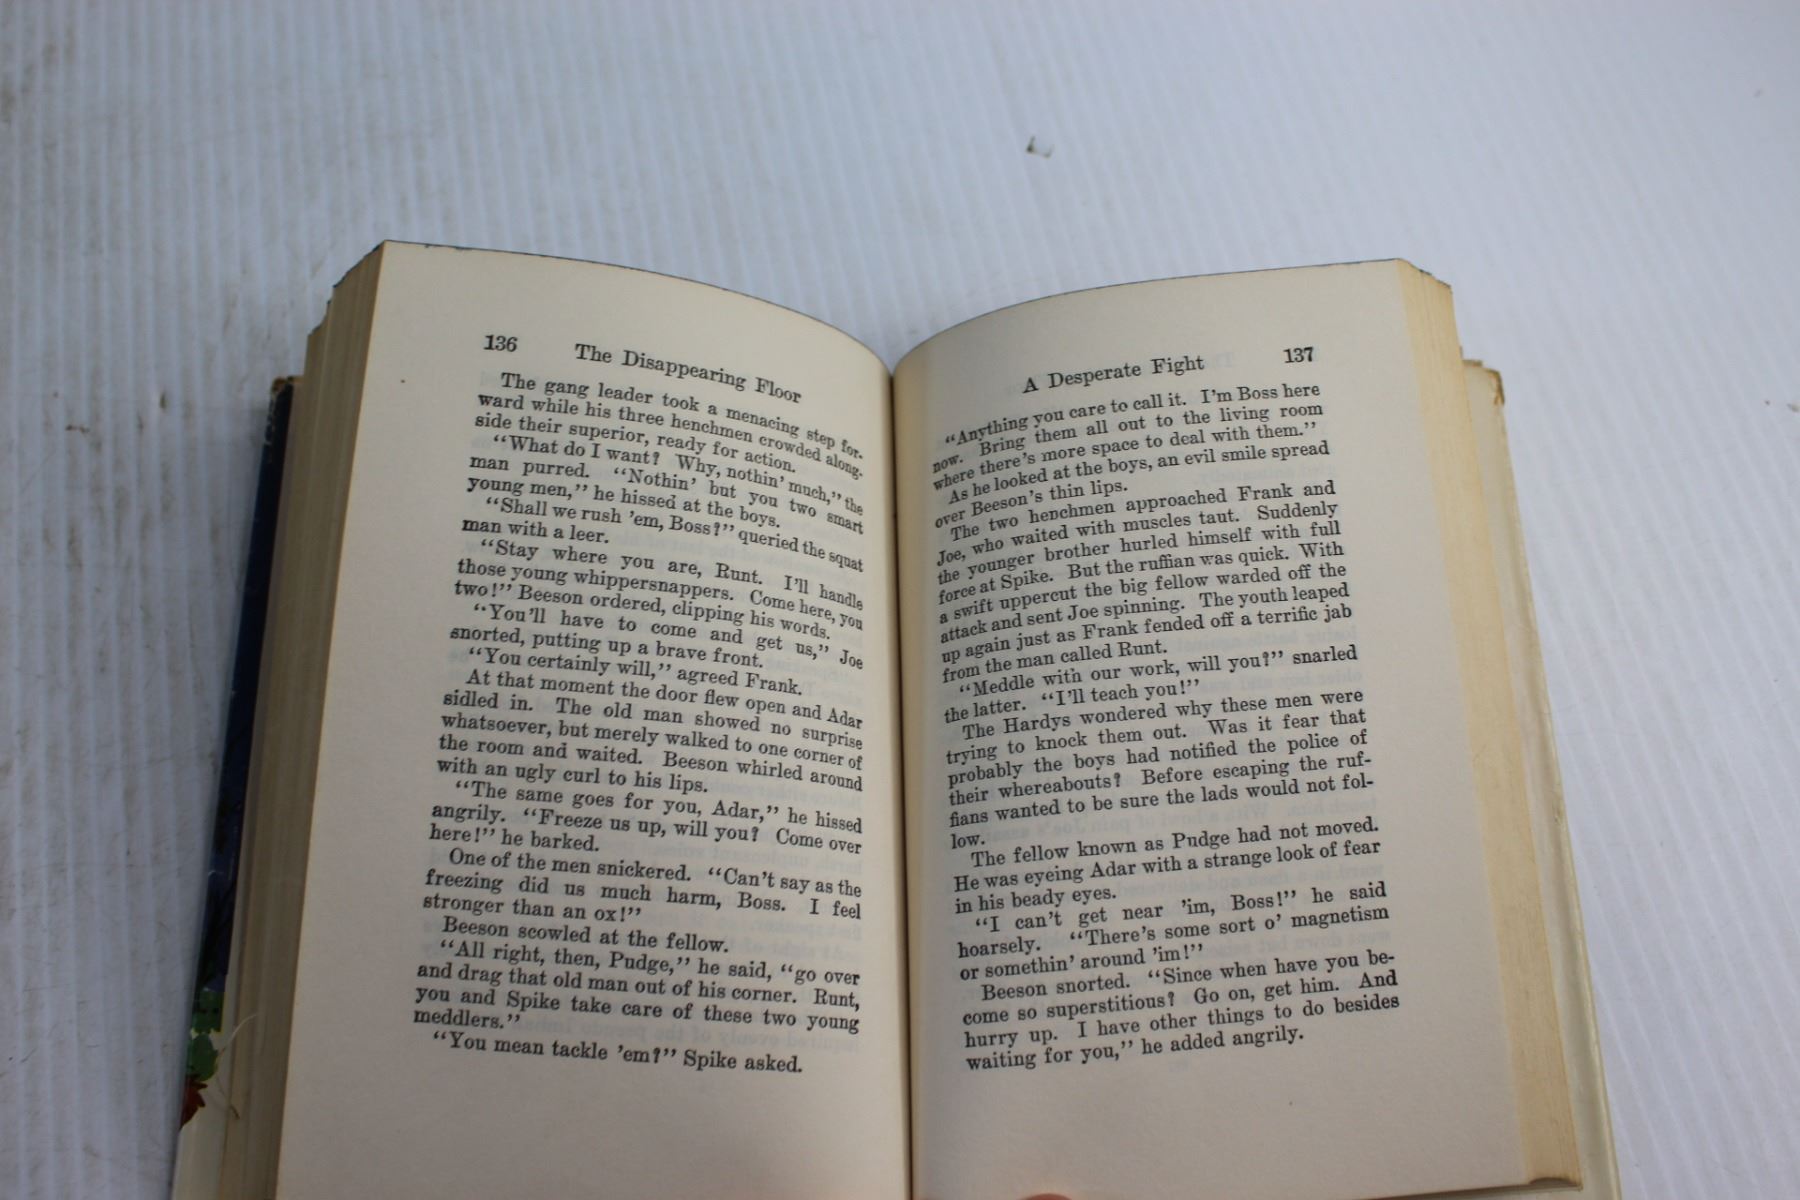 136 The Disappearing Floor
The gang leader took a menacing step for-
ward while his three henchmen crowded along-
side their superior, ready for action.
“What do I want? Why, nothin' much,” the
man purred. “Nothin' but you two smart
young men,” he hissed at the boys.
“Shall we rush 'em, Boss?” queried the squat
man with a leer.
“Stay where you are, Runt. I'll handle
those young whippersnappers. Come here, you
two!” Beeson ordered, clipping his words.
“You'll have to come and get us,” Joe
snorted, putting up a brave front.
“You certainly will,” agreed Frank.
At that moment the door flew open and Adar
sidled in. The old man showed no surprise
whatsoever, but merely walked to one corner of
the room and waited. Beeson whirled around
with an ugly curl to his lips.
“The same goes for you, Adar,” he hissed
angrily. “Freeze us up, will you? Come over
here!” he barked.
One of the men snickered. “Can't say as the
freezing did us much harm, Boss. I feel
stronger than an ox!”
Beeson scowled at the fellow.
“All right, then, Pudge,” he said, “go over
and drag that old man out of his corner. Runt,
you and Spike take care of these two young
meddlers.”
“You mean tackle 'em?” Spike asked.
A Desperate Fight 137
“Anything you care to call it. I'm Boss here
now. Bring them all out to the living room
where there's more space to deal with them.”
As he looked at the boys, an evil smile spread
over Beeson's thin lips.
The two henchmen approached Frank and
Joe, who waited with muscles taut. Suddenly
the younger brother hurled himself with full
force at Spike. But the ruffian was quick. With
a swift uppercut the big fellow warded off the
attack and sent Joe spinning. The youth leaped
up again just as Frank fended off a terrific jab
from the man called Runt.
“Meddle with our work, will you?” snarled
the latter. “I'll teach you!”
The Hardys wondered why these men were
trying to knock them out. Was it fear that
probably the boys had notified the police of
their whereabouts? Before escaping the ruf-
fians wanted to be sure the lads would not fol-
low.
The fellow known as Pudge had not moved.
He was eyeing Adar with a strange look of fear
in his beady eyes.
“I can't get near 'im, Boss!” he said
hoarsely. “There's some sort o' magnetism
or somethin' around 'im!”
Beeson snorted. “Since when have you be-
come so superstitious? Go on, get him. And
hurry up. I have other things to do besides
waiting for you,” he added angrily.